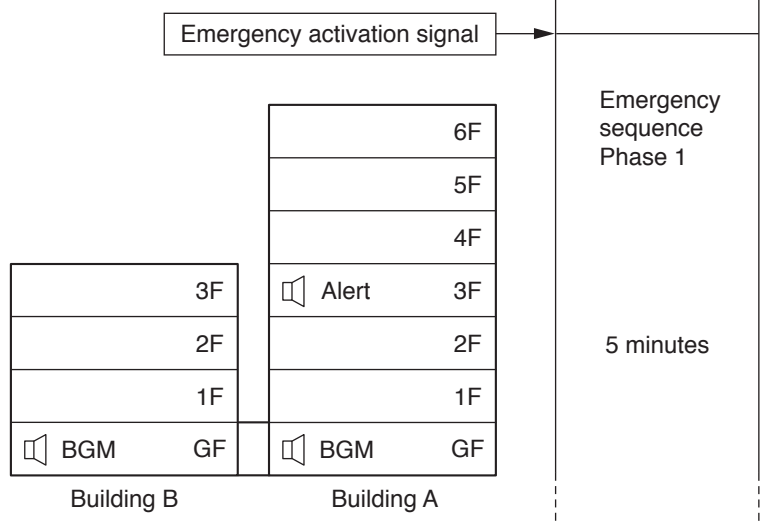 Emergency activation signal
Emergency
sequence
Phase 1
6F
5F
4F
3F
Alert 3F
2F
2F
5 minutes
1F
1F
BGM GF
BGM GF
Building B
Building A